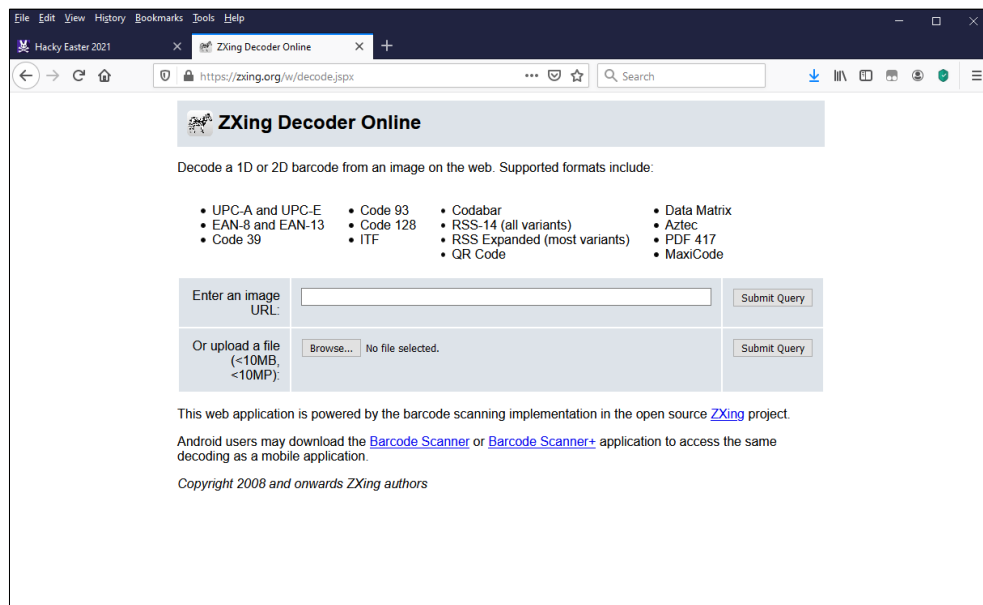 File Edit View History Bookmarks Tools Help
Hacky Easter 2021
ZXing Decoder Online
https://zxing.org/w/decode.jspx
Search
ZXing Decoder Online
Decode a 1D or 2D barcode from an image on the web. Supported formats include:
• UPC-A and UPC-E
• EAN-8 and EAN-13
• Code 39
• Code 93
• Code 128
• ITF
• Codabar
• RSS-14 (all variants)
• RSS Expanded (most variants)
• QR Code
• Data Matrix
• Aztec
• PDF 417
• MaxiCode
Enter an image
URL:
Submit Query
Or upload a file
(<10MB,
<10MP):
Browse... No file selected.
Submit Query
This web application is powered by the barcode scanning implementation in the open source ZXing project.
Android users may download the Barcode Scanner or Barcode Scanner+ application to access the same
decoding as a mobile application.
Copyright 2008 and onwards ZXing authors